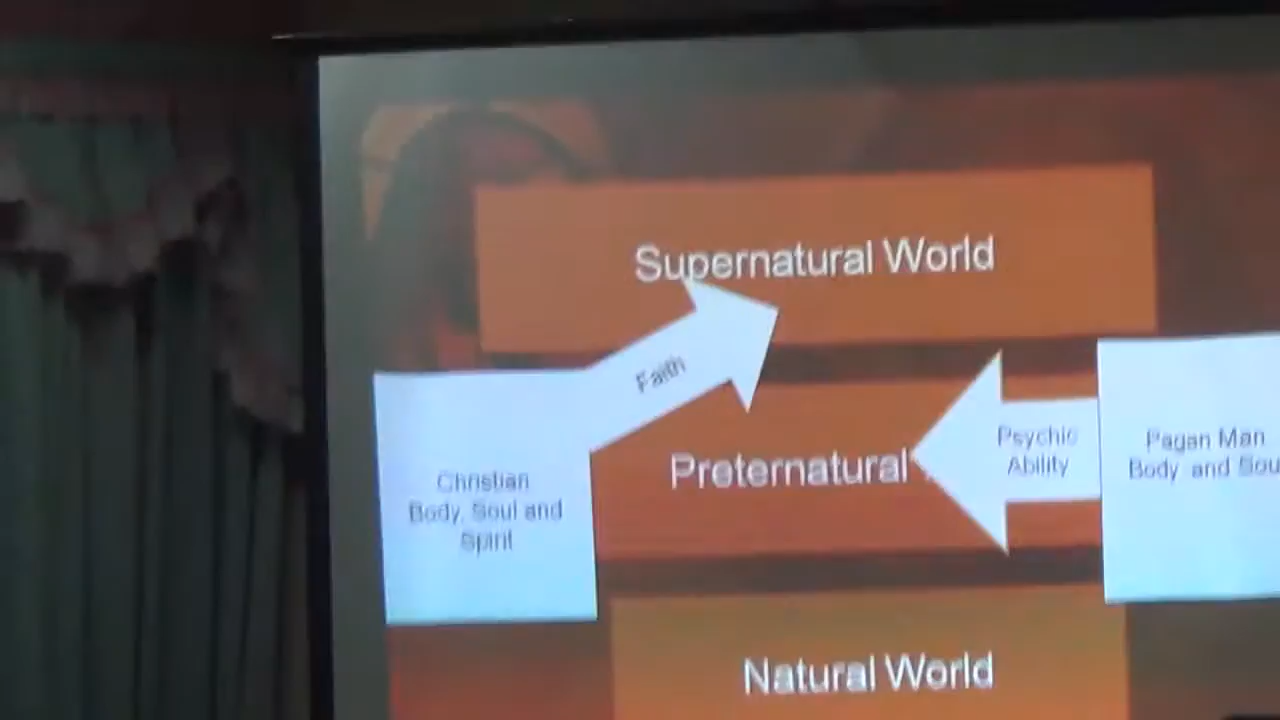 Supernatural World
Faith
Christian
Body, Soul and
Spirit
Preternatural
Psychic
Ability
Pagan Man
Body and Sou
Natural World